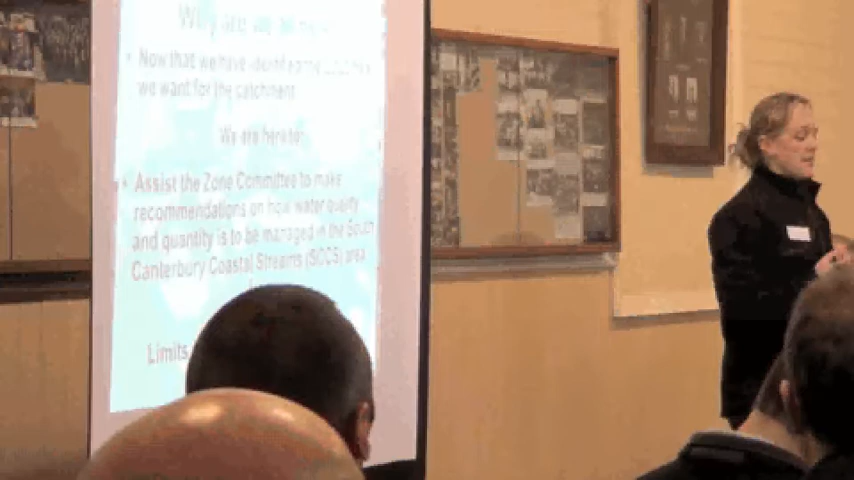 Why are we
• Now that we have
we want for the catchment
We are here
• Assist the Zone Committee to make
recommendations on how water quality
and quantity is to be managed in the South
Canterbury Coastal Streams (SCCS) area
Limits